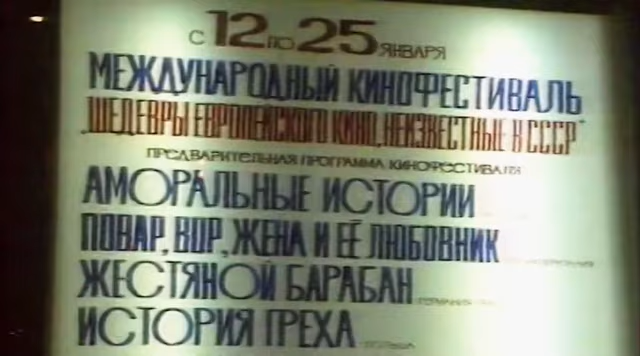 С 12 ПО 25 ЯНВАРЯ
МЕЖДУНАРОДНЫЙ КИНОФЕСТИВАЛЬ
„ШЕДЕВРЫ ЕВРОПЕЙСКОГО КИНО, НЕИЗВЕСТНЫЕ В СССР"
ПРЕДВАРИТЕЛЬНАЯ ПРОГРАММА КИНОФЕСТИВАЛЯ
АМОРАЛЬНЫЕ ИСТОРИИ
ПОВАР, ВОР, ЖЕНА И ЕЁ ЛЮБОВНИК
ЖЕСТЯНОЙ БАРАБАН
ИСТОРИЯ ГРЕХА